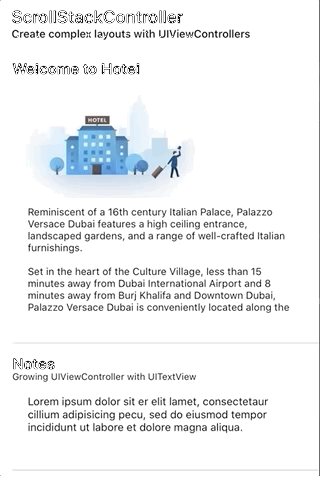 ScrollStackController
Create complex layouts with UIViewControllers
Welcome to Hotel
HOTEL
Reminiscent of a 16th century Italian Palace, Palazzo
Versace Dubai features a high ceiling entrance,
landscaped gardens, and a range of well-crafted Italian
furnishings.
Set in the heart of the Culture Village, less than 15
minutes away from Dubai International Airport and 8
minutes away from Burj Khalifa and Downtown Dubai,
Palazzo Versace Dubai is conveniently located along the
Notes
Growing UIViewController with UITextView
Lorem ipsum dolor sit er elit lamet, consectetaur
cillium adipisicing pecu, sed do eiusmod tempor
incididunt ut labore et dolore magna aliqua.